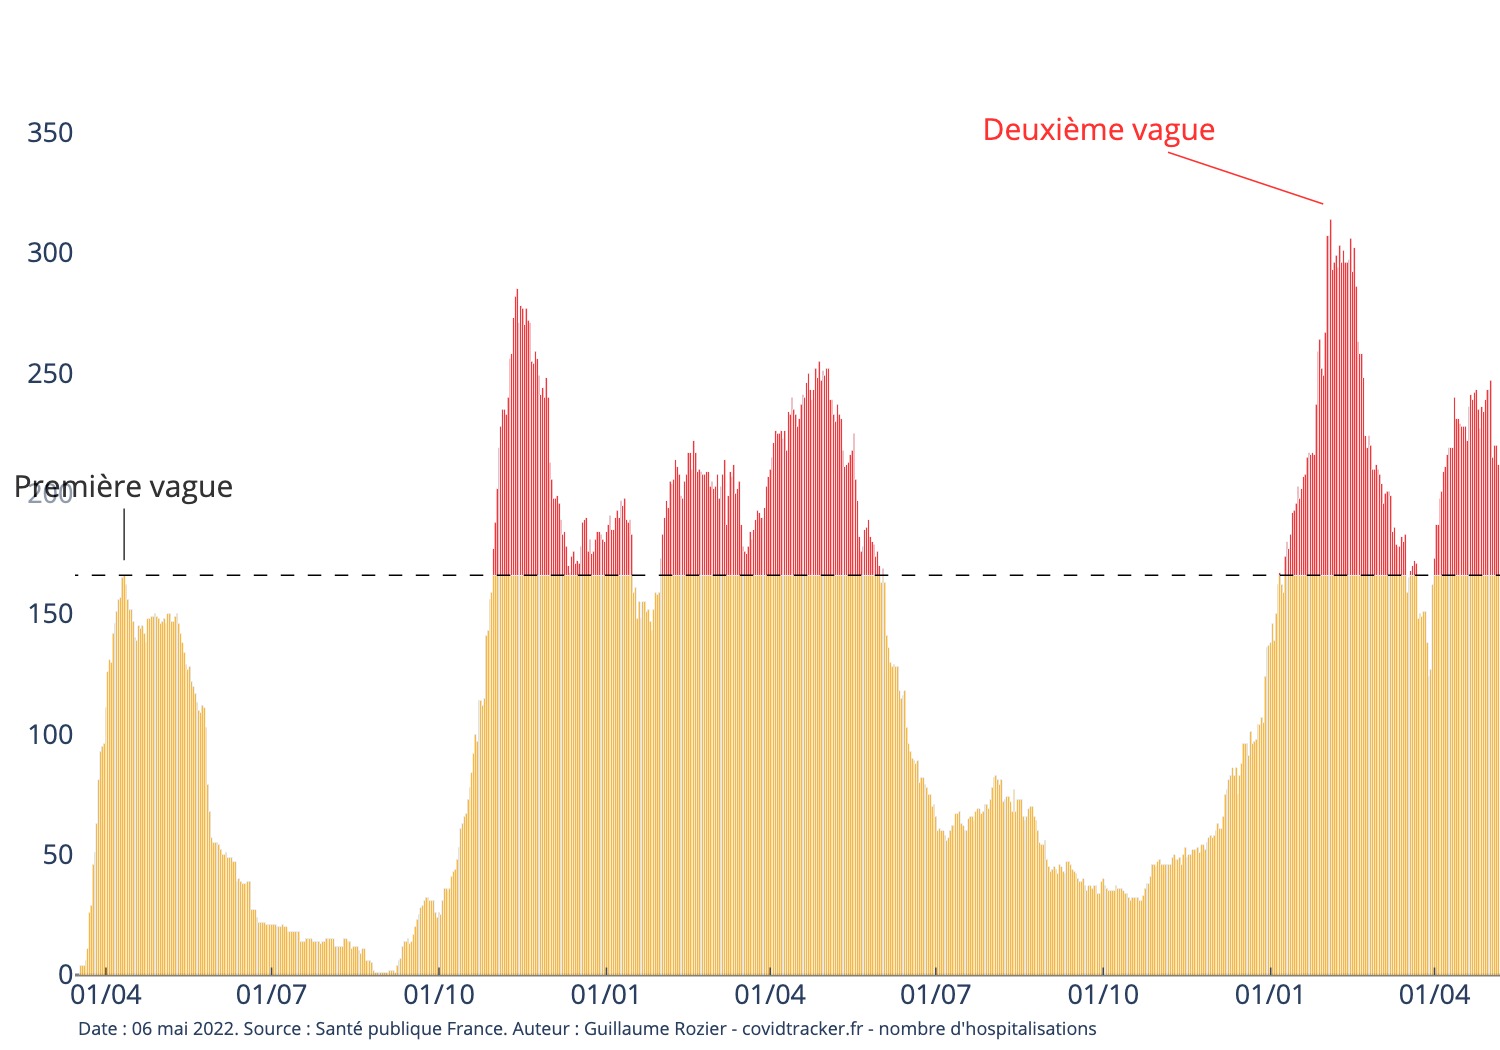 350
Deuxième vague
300
250
Première vague
200
150
100
50
0
01/04 01/07 01/10 01/01 01/04 01/07 01/10 01/01 01/04
Date : 06 mai 2022. Source : Santé publique France. Auteur : Guillaume Rozier - covidtracker.fr - nombre d'hospitalisations